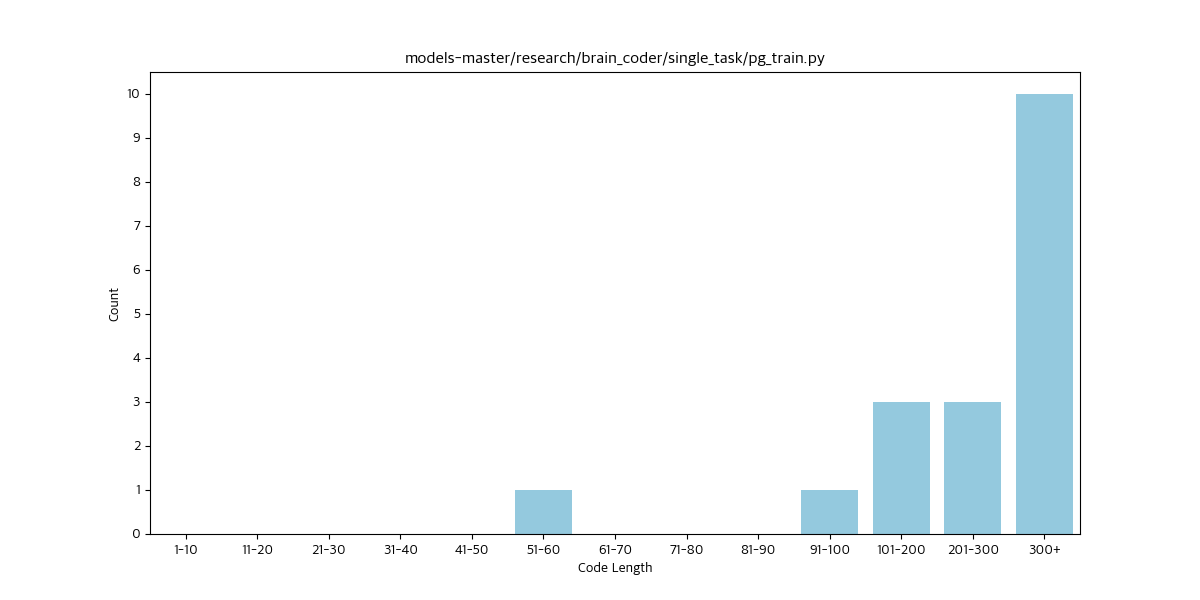 models-master/research/brain_coder/single_task/pg_train.py
10
9
8
7
6
5
4
3
2
1
0
Count
1-10 11-20 21-30 31-40 41-50 51-60 61-70 71-80 81-90 91-100 101-200 201-300 300+
Code Length